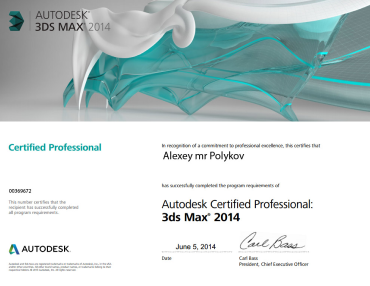 AUTODESK®
3DS MAX® 2014
Certified Professional
In recognition of a commitment to professional excellence, this certifies that
Alexey mr Polykov
00369672
This number certifies that the
recipient has successfully completed
all program requirements.
has successfully completed the program requirements of
Autodesk Certified Professional:
3ds Max® 2014
AUTODESK
June 5, 2014
Carl Bass
Date
Carl Bass
President, Chief Executive Officer